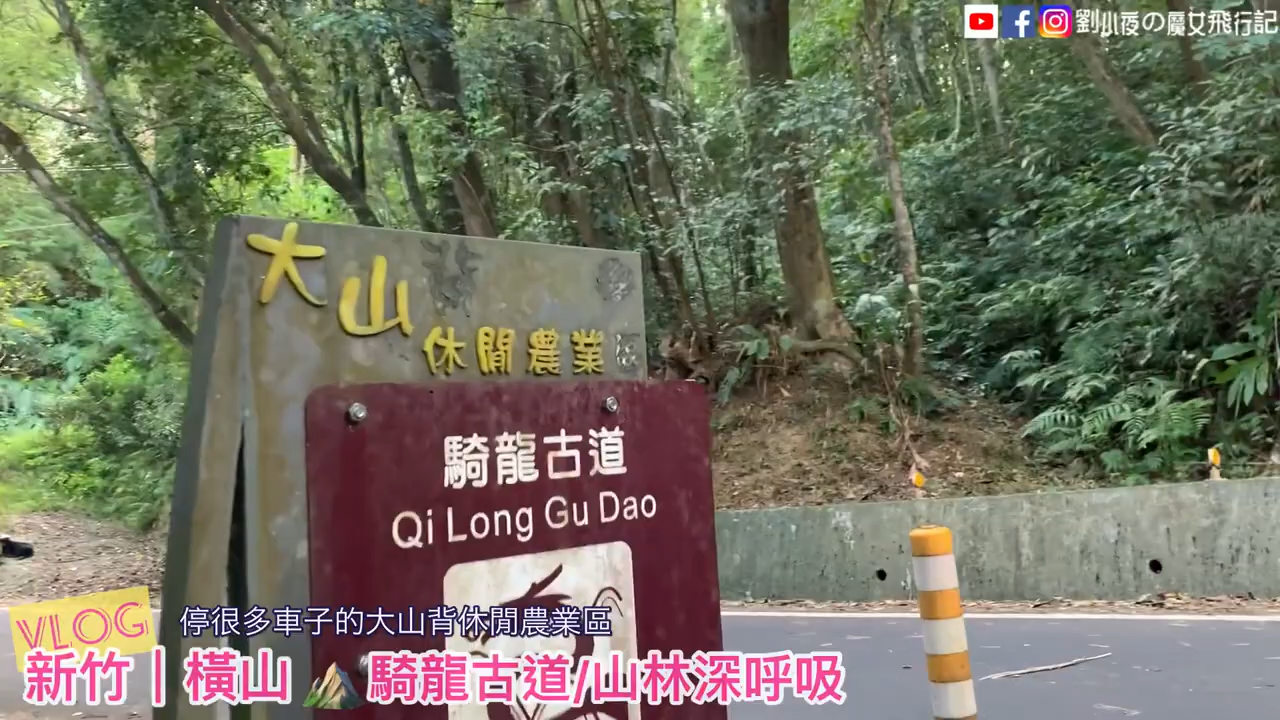 劉小夜の魔女飛行記
大山
休閒農業
騎龍古道
Qi Long Gu Dao
VLOG
停很多車子的大山背休閒農業區
新竹｜橫山 騎龍古道/山林深呼吸